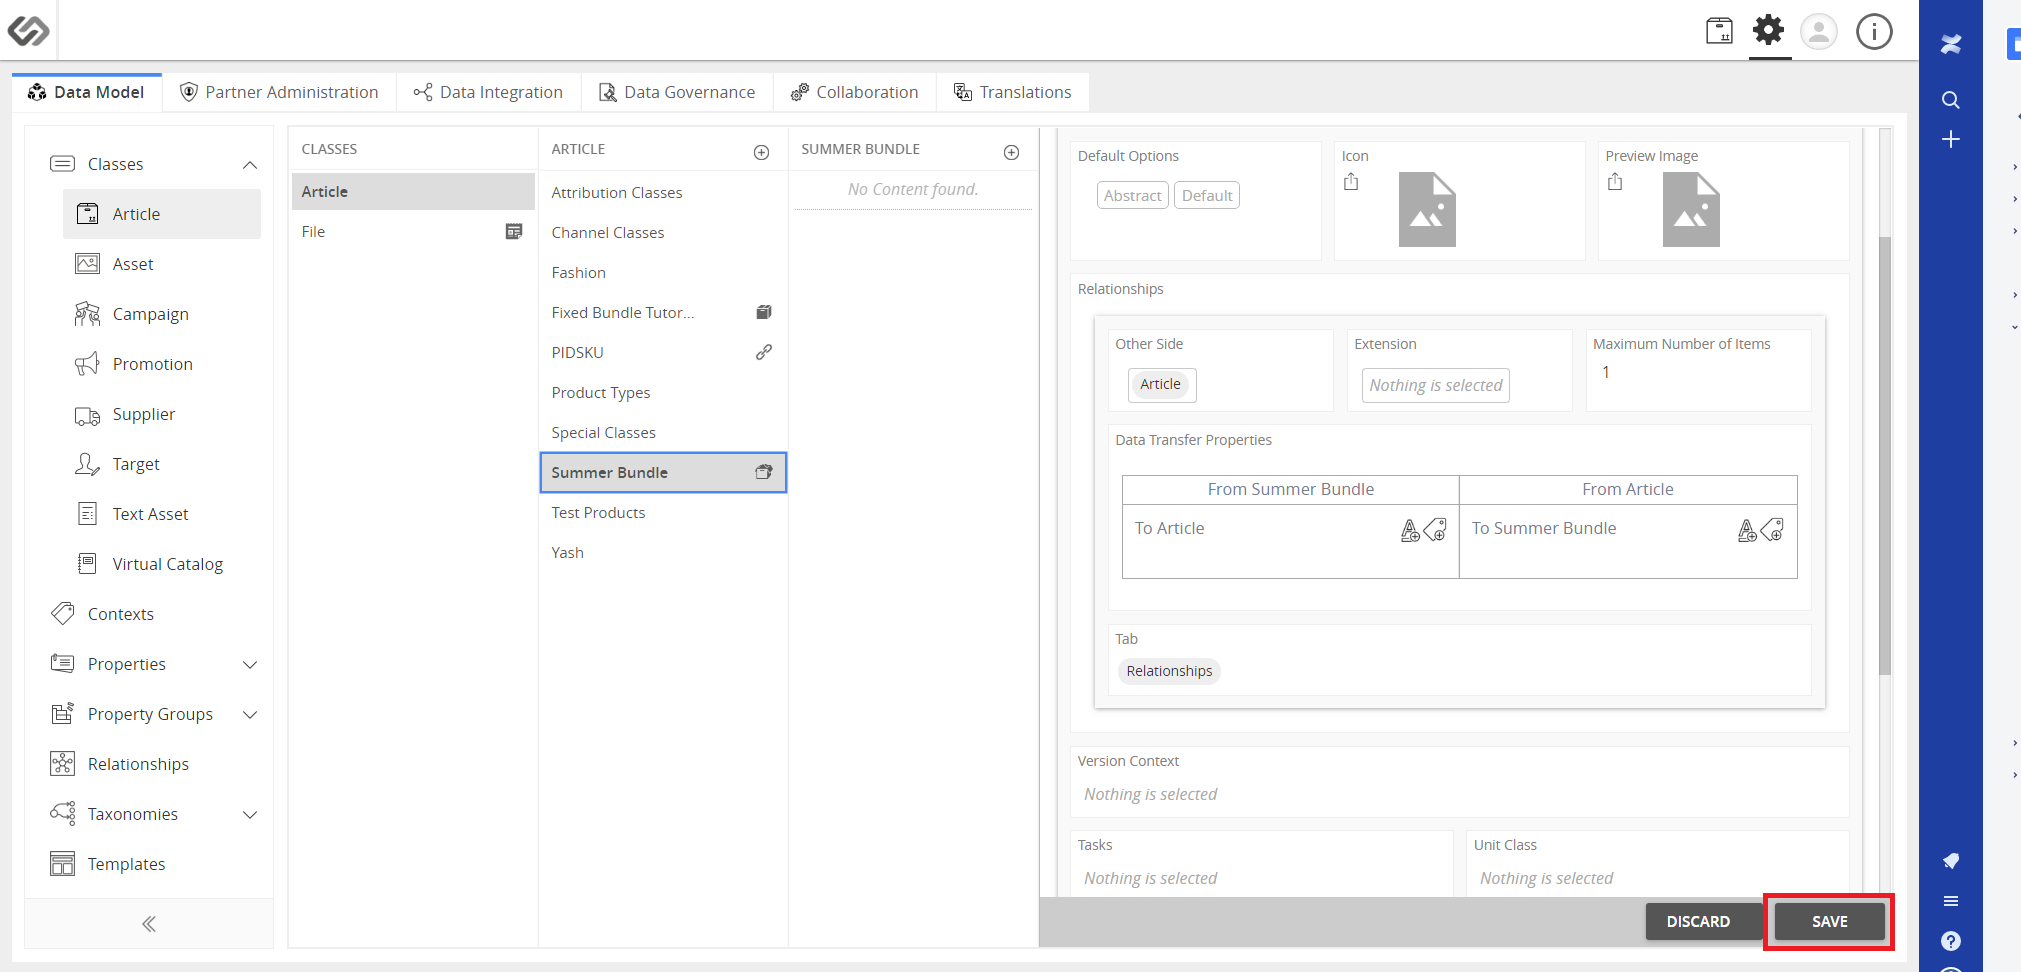 Data Model
Partner Administration
Data Integration
Data Governance
Collaboration
Translations
Classes
Article
Asset
Campaign
Promotion
Supplier
Target
Text Asset
Virtual Catalog
Contexts
Properties
Property Groups
Relationships
Taxonomies
Templates
CLASSES
Article
File
ARTICLE
Attribution Classes
Channel Classes
Fashion
Fixed Bundle Tutor...
PIDSKU
Product Types
Special Classes
Summer Bundle
Test Products
Yash
SUMMER BUNDLE
No Content found.
Default Options
Abstract
Default
Icon
Preview Image
Relationships
Other Side
Article
Extension
Nothing is selected
Maximum Number of Items
1
Data Transfer Properties
From Summer Bundle
From Article
To Article
To Summer Bundle
Tab
Relationships
Version Context
Nothing is selected
Tasks
Nothing is selected
Unit Class
Nothing is selected
DISCARD
SAVE